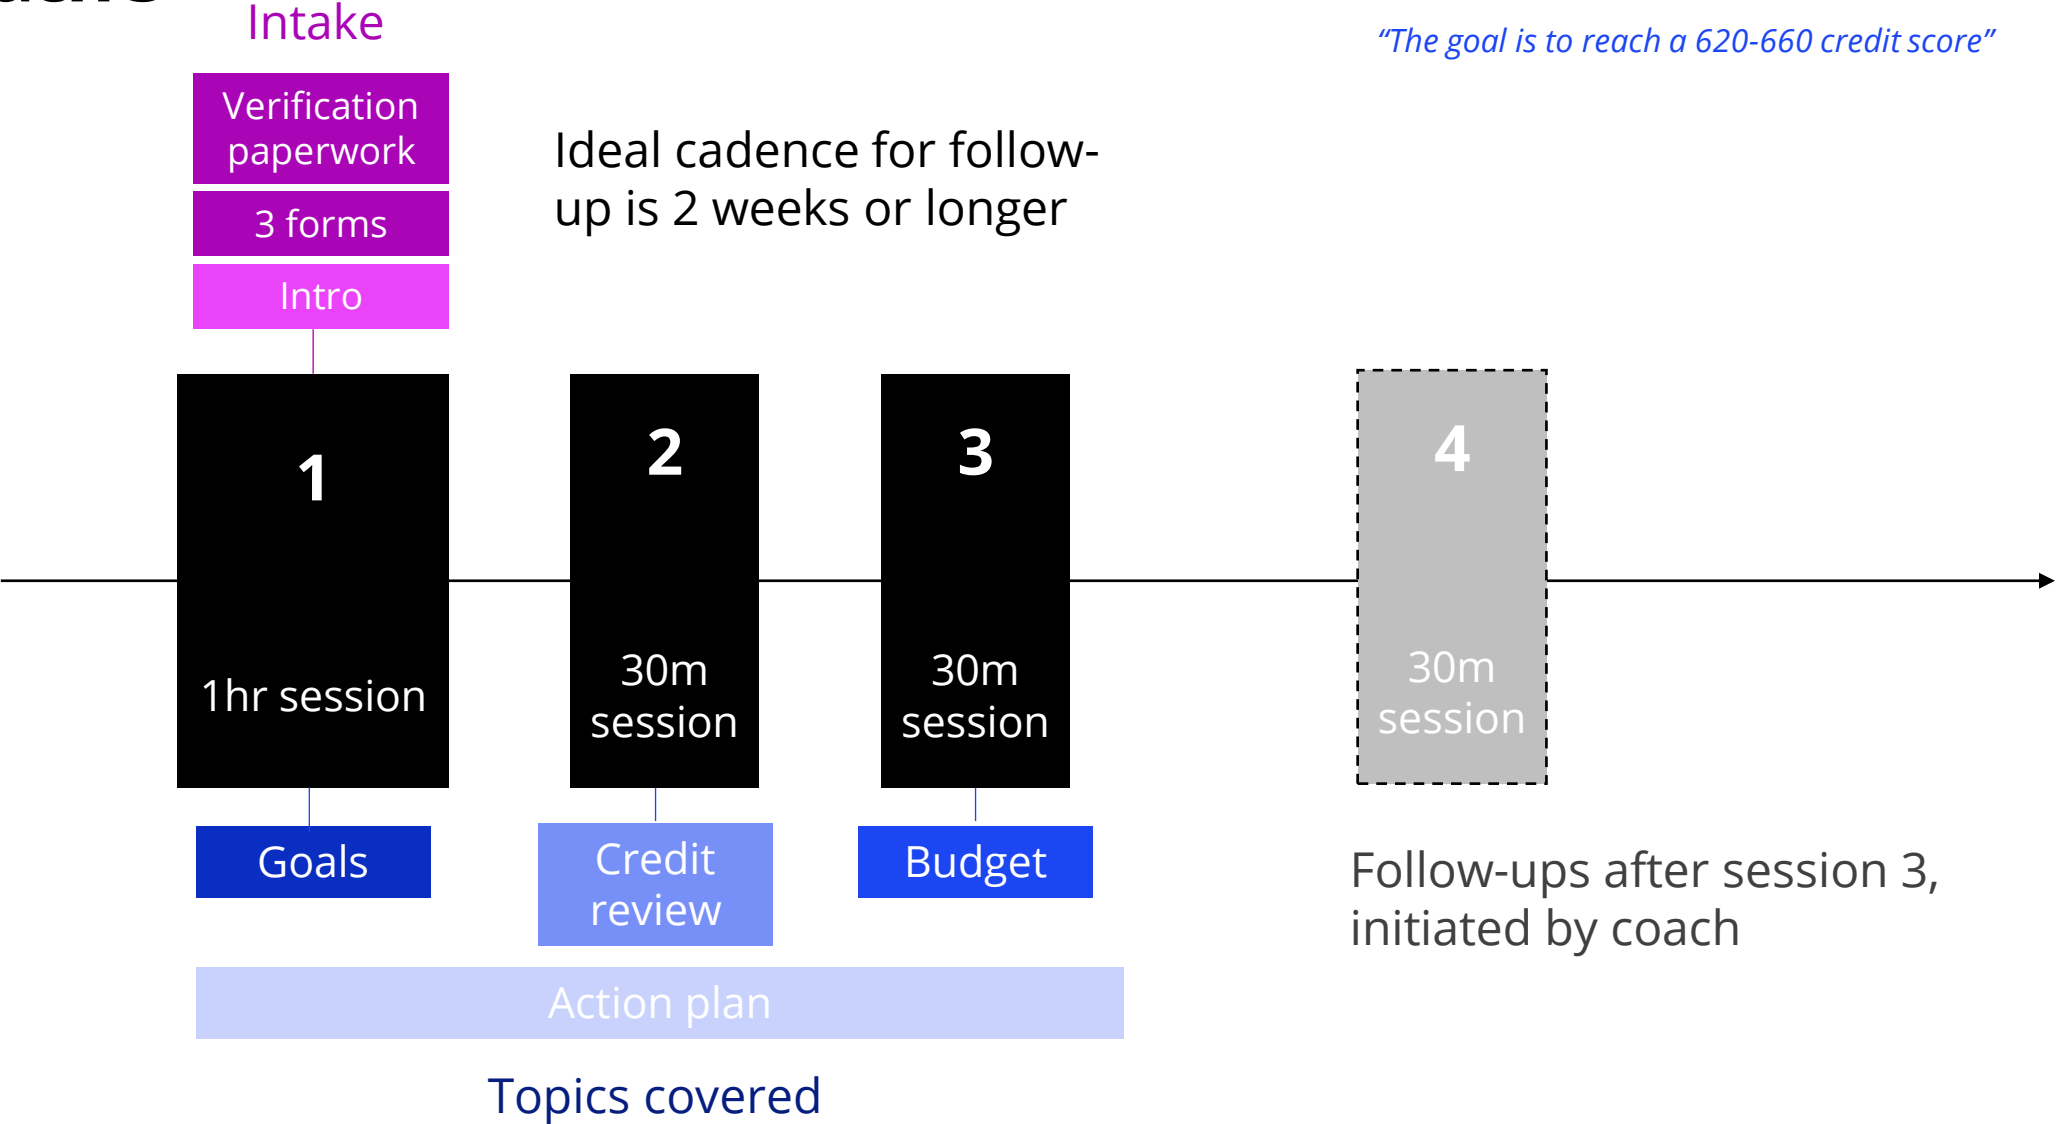 Intake
“The goal is to reach a 620-660 credit score”
Verification
paperwork
3 forms
Intro
Ideal cadence for follow-
up is 2 weeks or longer
1
1hr session
2
30m
session
3
30m
session
4
30m
session
Goals
Credit
review
Budget
Action plan
Topics covered
Follow-ups after session 3,
initiated by coach